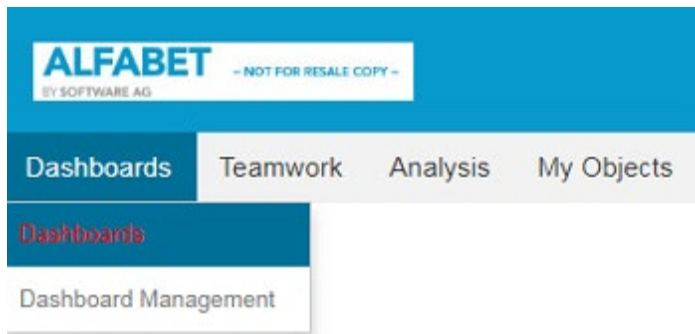 ALFABET – NOT FOR RESALE COPY –
BY SOFTWARE AG
Dashboards Teamwork Analysis My Objects
Dashboards
Dashboard Management